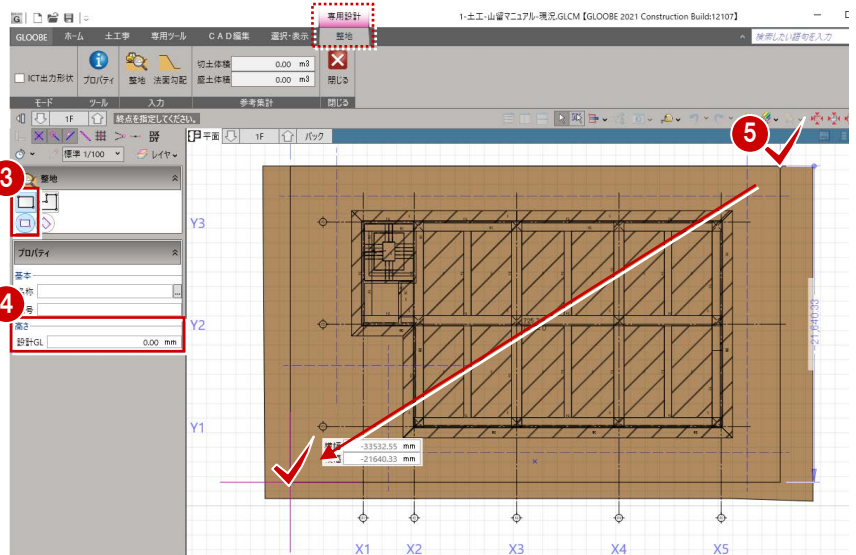 専用設計
1-土工-山留マニュアル-現況.GLCM【GLOOBE 2021 Construction Build:12107】
GLOOBE ホーム 土工事 専用ツール CAD編集 選択・表示 整地
検索したい語句を入力
ICT出力形状
プロパティ 整地 法面勾配
切土体積 0.00 m3
盛土体積 0.00 m3
閉じる
モード ツール 入力 参考集計 閉じる
1F 終点を指定してください。
平面 1F パック
標準 1/100 レイヤ
5
3
整地
Y3
プロパティ
基本
4
高さ
設計GL 0.00 mm
Y2
-21,640.33
Y1
横幅 -33532.55 mm
-21640.33 mm
X1 X2 X3 X4 X5